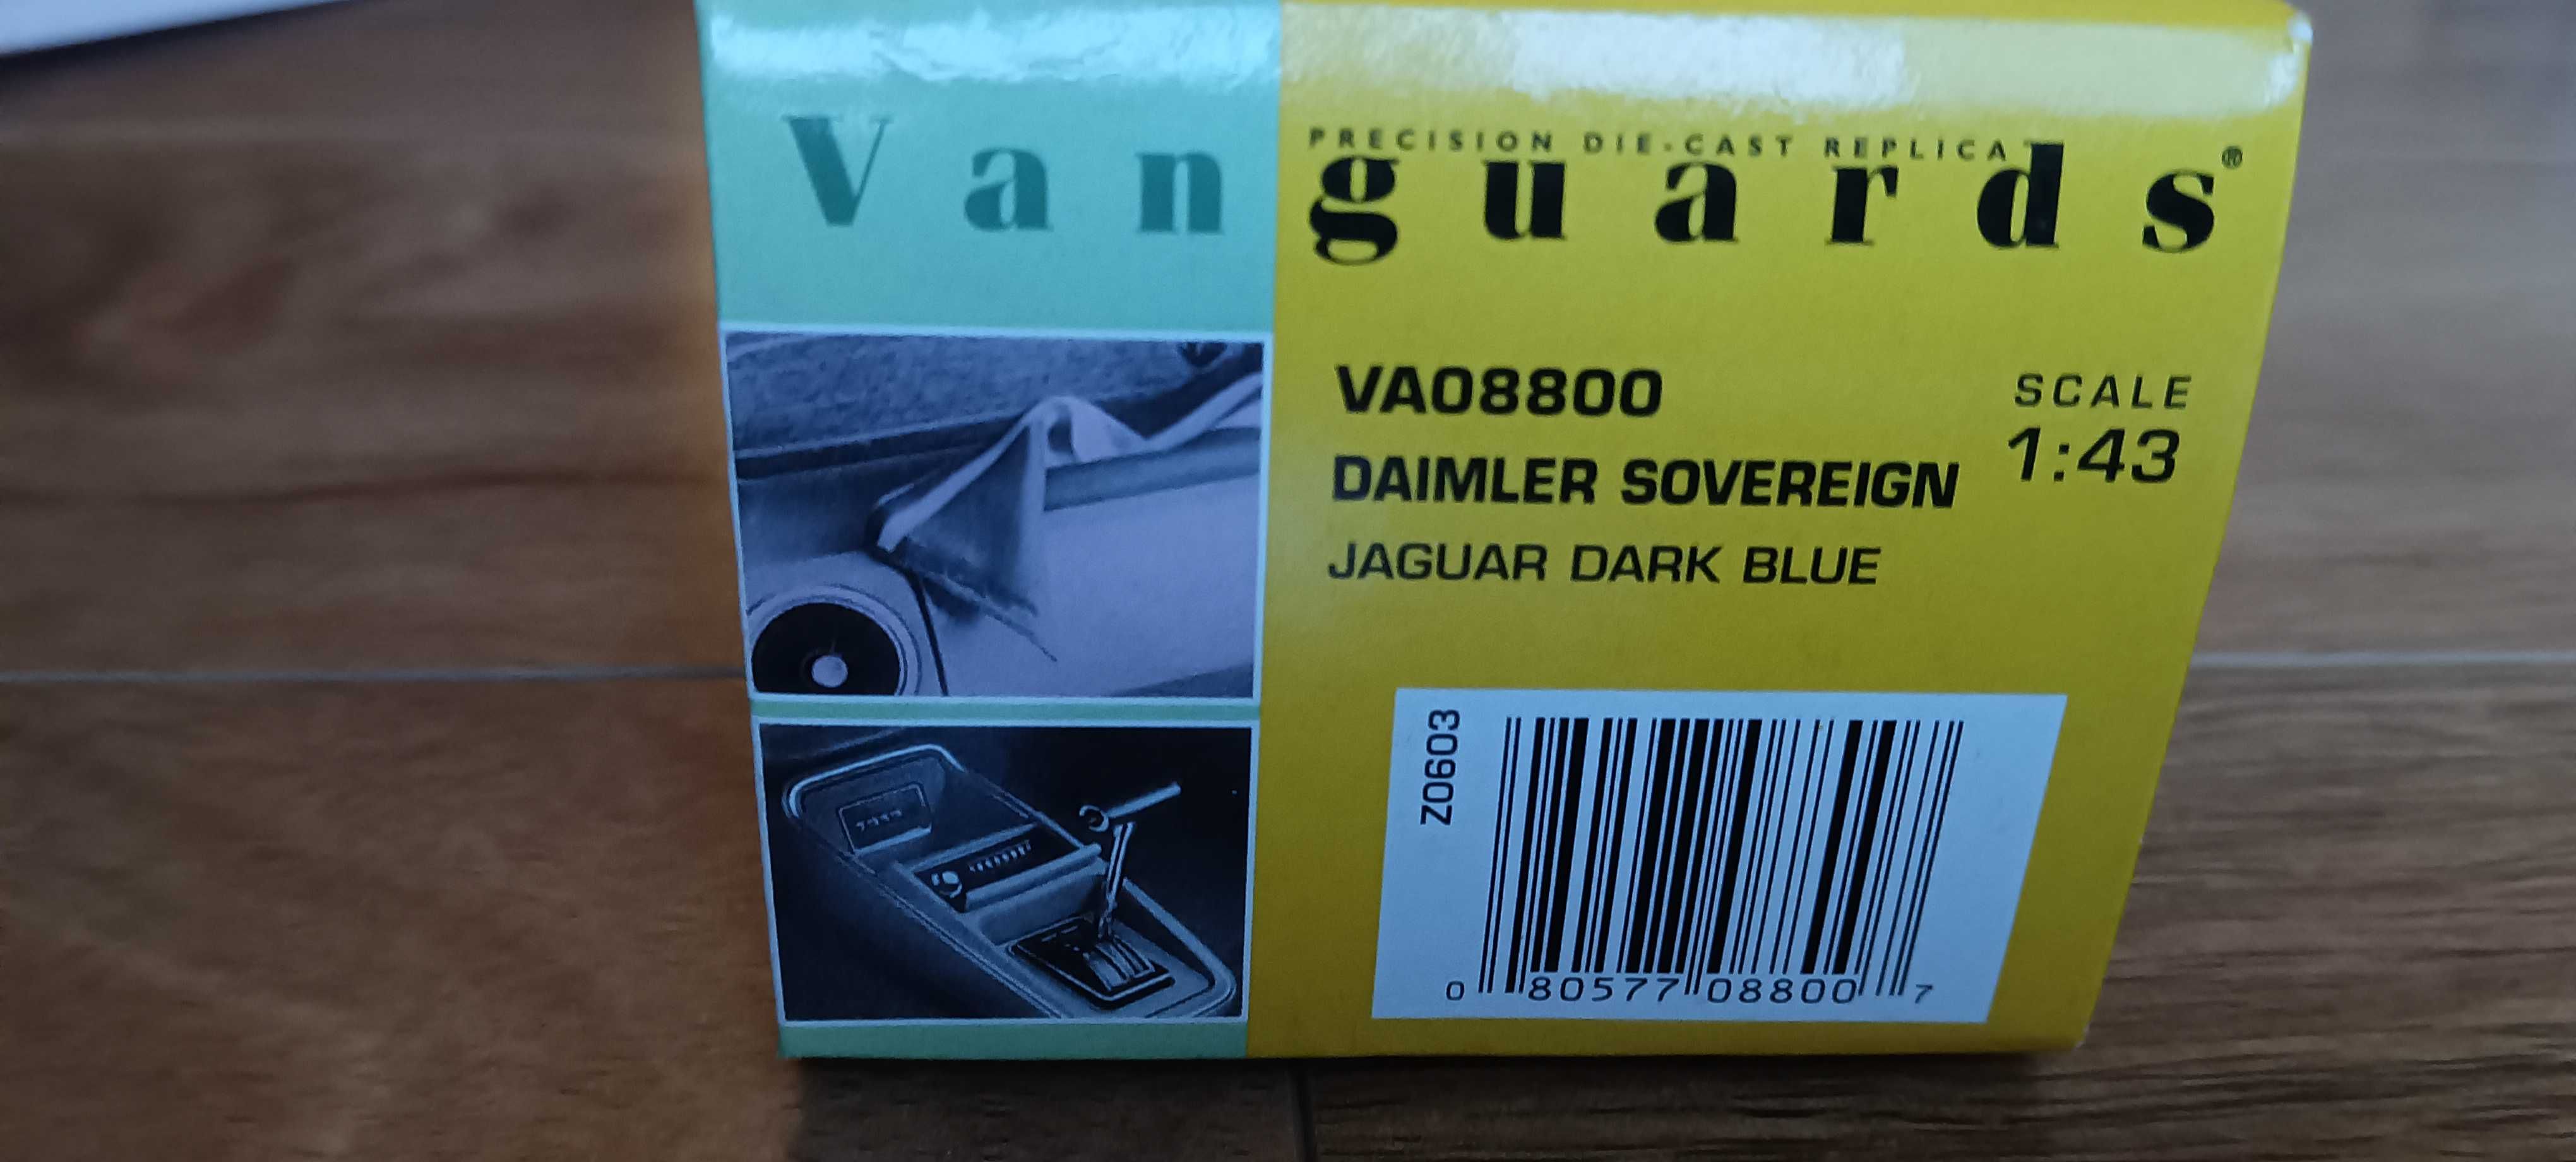 Vanguards®
PRECISION DIE-CAST REPLICA
VA08800
DAIMLER SOVEREIGN
JAGUAR DARK BLUE
SCALE
1:43
Z0603
0 80577 08800 7